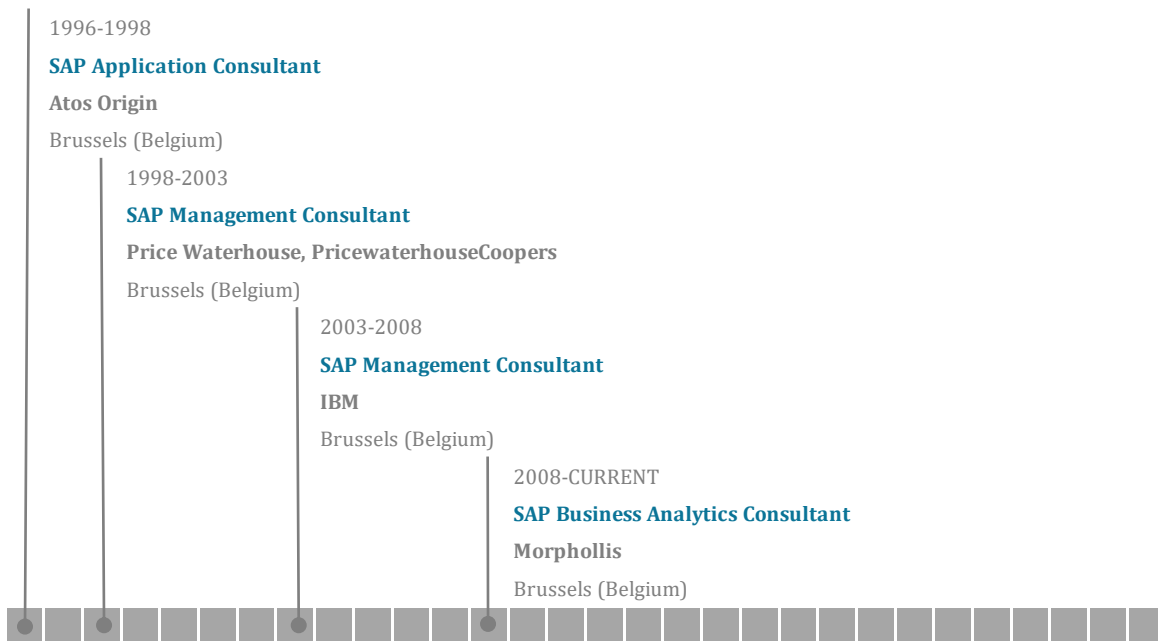 1996-1998
SAP Application Consultant
Atos Origin
Brussels (Belgium)
1998-2003
SAP Management Consultant
Price Waterhouse, PricewaterhouseCoopers
Brussels (Belgium)
2003-2008
SAP Management Consultant
IBM
Brussels (Belgium)
2008-CURRENT
SAP Business Analytics Consultant
Morphollis
Brussels (Belgium)